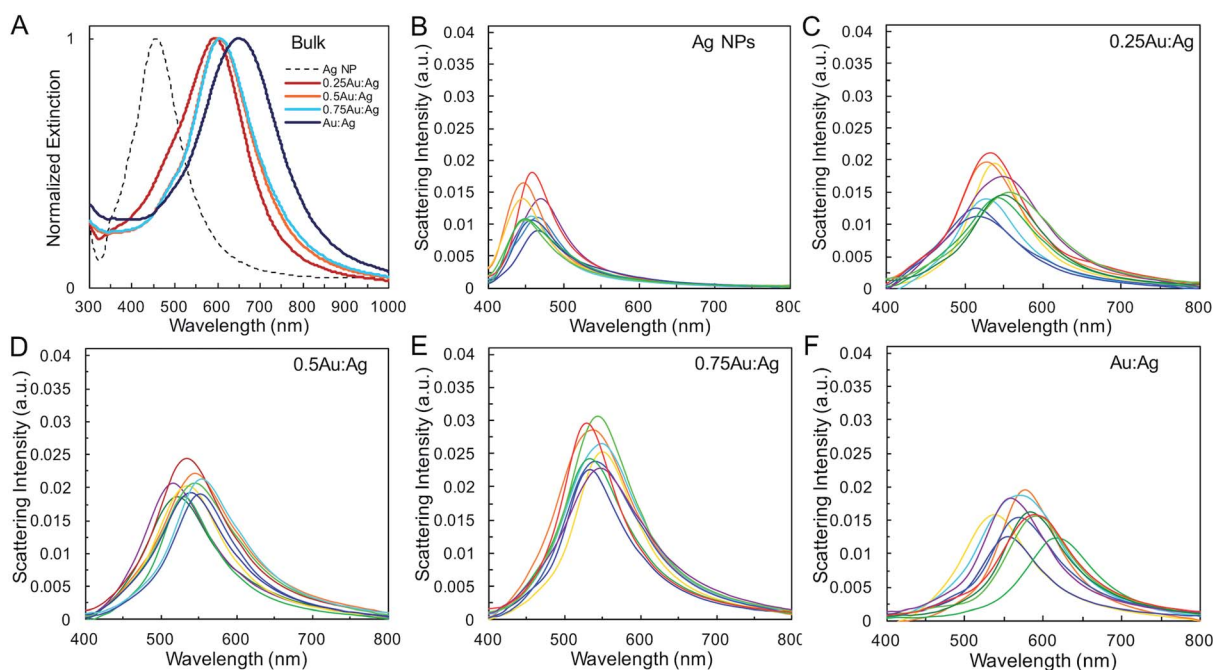 A
Bulk
Ag NP
0.25Au:Ag
0.5Au:Ag
0.75Au:Ag
Au:Ag
1
0
Normalized Extinction
300 400 500 600 700 800 900 1000
Wavelength (nm)
B
Ag NPs
Scattering Intensity (a.u.)
0.04
0.035
0.03
0.025
0.02
0.015
0.01
0.005
0
400 500 600 700 800
Wavelength (nm)
C
0.25Au:Ag
Scattering Intensity (a.u.)
0.04
0.035
0.03
0.025
0.02
0.015
0.01
0.005
0
400 500 600 700 800
Wavelength (nm)
D
0.5Au:Ag
Scattering Intensity (a.u.)
0.04
0.035
0.03
0.025
0.02
0.015
0.01
0.005
0
400 500 600 700 800
Wavelength (nm)
E
0.75Au:Ag
Scattering Intensity (a.u.)
0.04
0.035
0.03
0.025
0.02
0.015
0.01
0.005
0
400 500 600 700 800
Wavelength (nm)
F
Au:Ag
Scattering Intensity (a.u.)
0.04
0.035
0.03
0.025
0.02
0.015
0.01
0.005
0
400 500 600 700 800
Wavelength (nm)